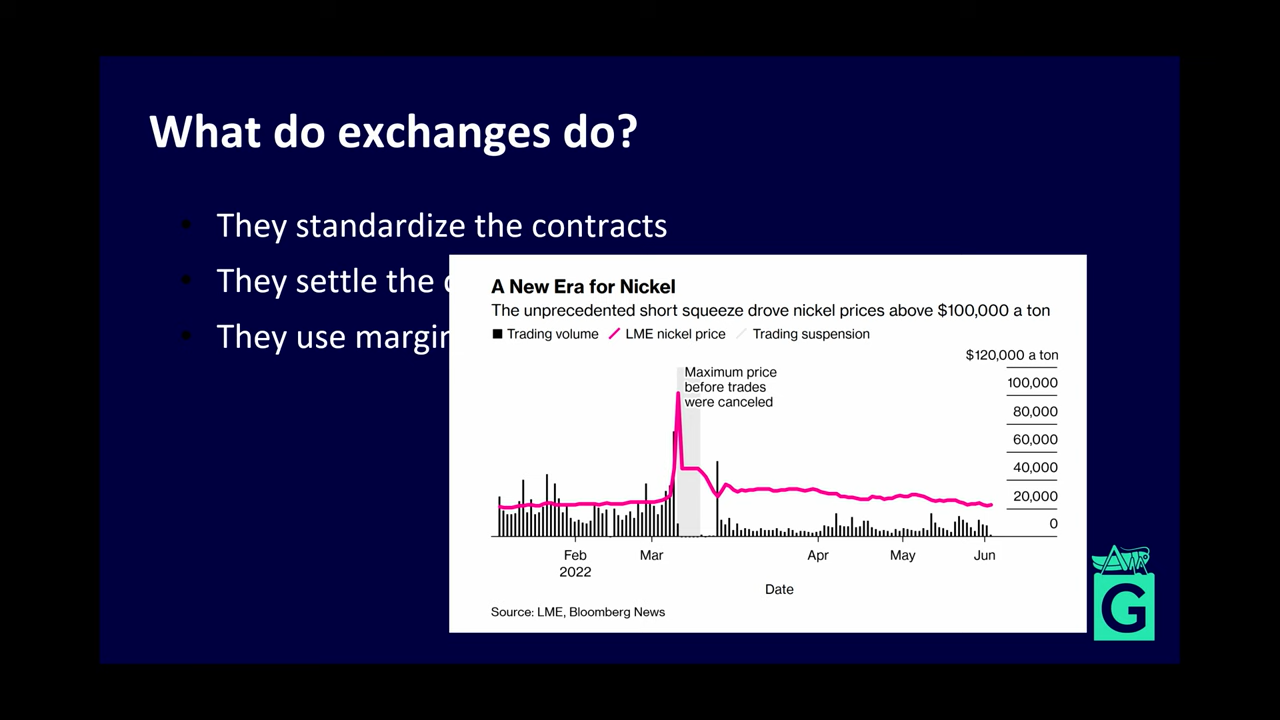 What do exchanges do?
• They standardize the contracts
• They settle the
• They use margin
A New Era for Nickel
The unprecedented short squeeze drove nickel prices above $100,000 a ton
Trading volume LME nickel price Trading suspension
$120,000 a ton
Maximum price
before trades
were canceled
100,000
80,000
60,000
40,000
20,000
0
Feb Mar Apr May Jun
2022
Date
Source: LME, Bloomberg News
G